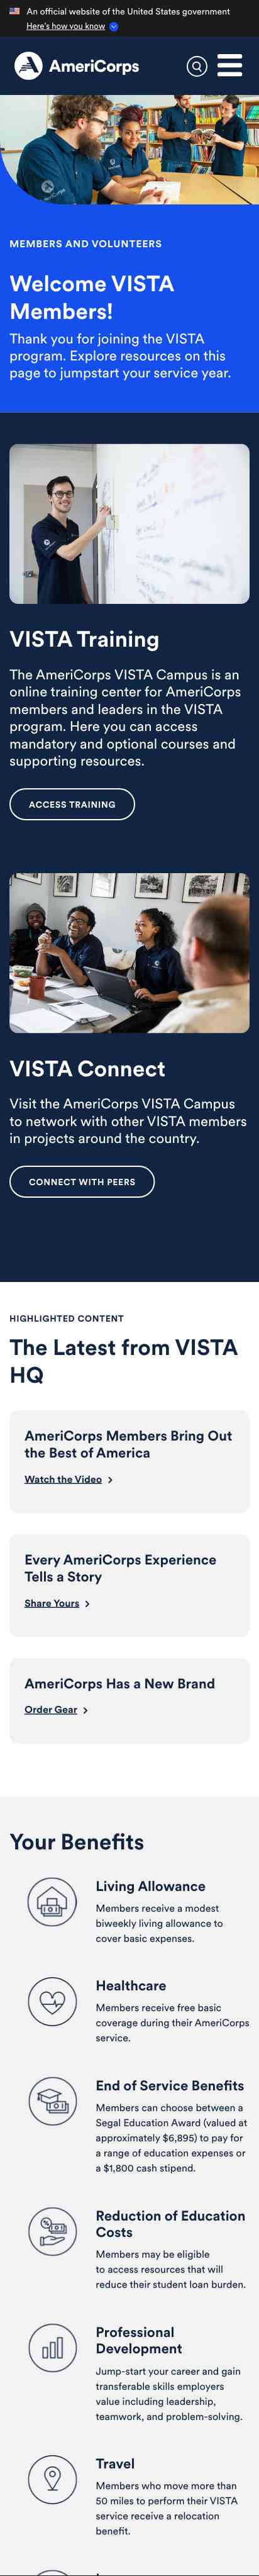 An official website of the United States government
Here's how you know
AmeriCorps
MEMBERS AND VOLUNTEERS
Welcome VISTA
Members!
Thank you for joining the VISTA
program. Explore resources on this
page to jumpstart your service year.
VISTA Training
The AmeriCorps VISTA Campus is an
online training center for AmeriCorps
members and leaders in the VISTA
program. Here you can access
mandatory and optional courses and
supporting resources.
ACCESS TRAINING
VISTA Connect
Visit the AmeriCorps VISTA Campus
to network with other VISTA members
in projects around the country.
CONNECT WITH PEERS
HIGHLIGHTED CONTENT
The Latest from VISTA
HQ
AmeriCorps Members Bring Out
the Best of America
Watch the Video
Every AmeriCorps Experience
Tells a Story
Share Yours
AmeriCorps Has a New Brand
Order Gear
Your Benefits
Living Allowance
Members receive a modest
biweekly living allowance to
cover basic expenses.
Healthcare
Members receive free basic
coverage during their AmeriCorps
service.
End of Service Benefits
Members can choose between a
Segal Education Award (valued at
approximately $6,895) to pay for
a range of education expenses or
a $1,800 cash stipend.
Reduction of Education
Costs
Members may be eligible
to access resources that will
reduce their student loan burden.
Professional
Development
Jump-start your career and gain
transferable skills employers
value including leadership,
teamwork, and problem-solving.
Travel
Members who move more than
50 miles to perform their VISTA
service receive a relocation
benefit.